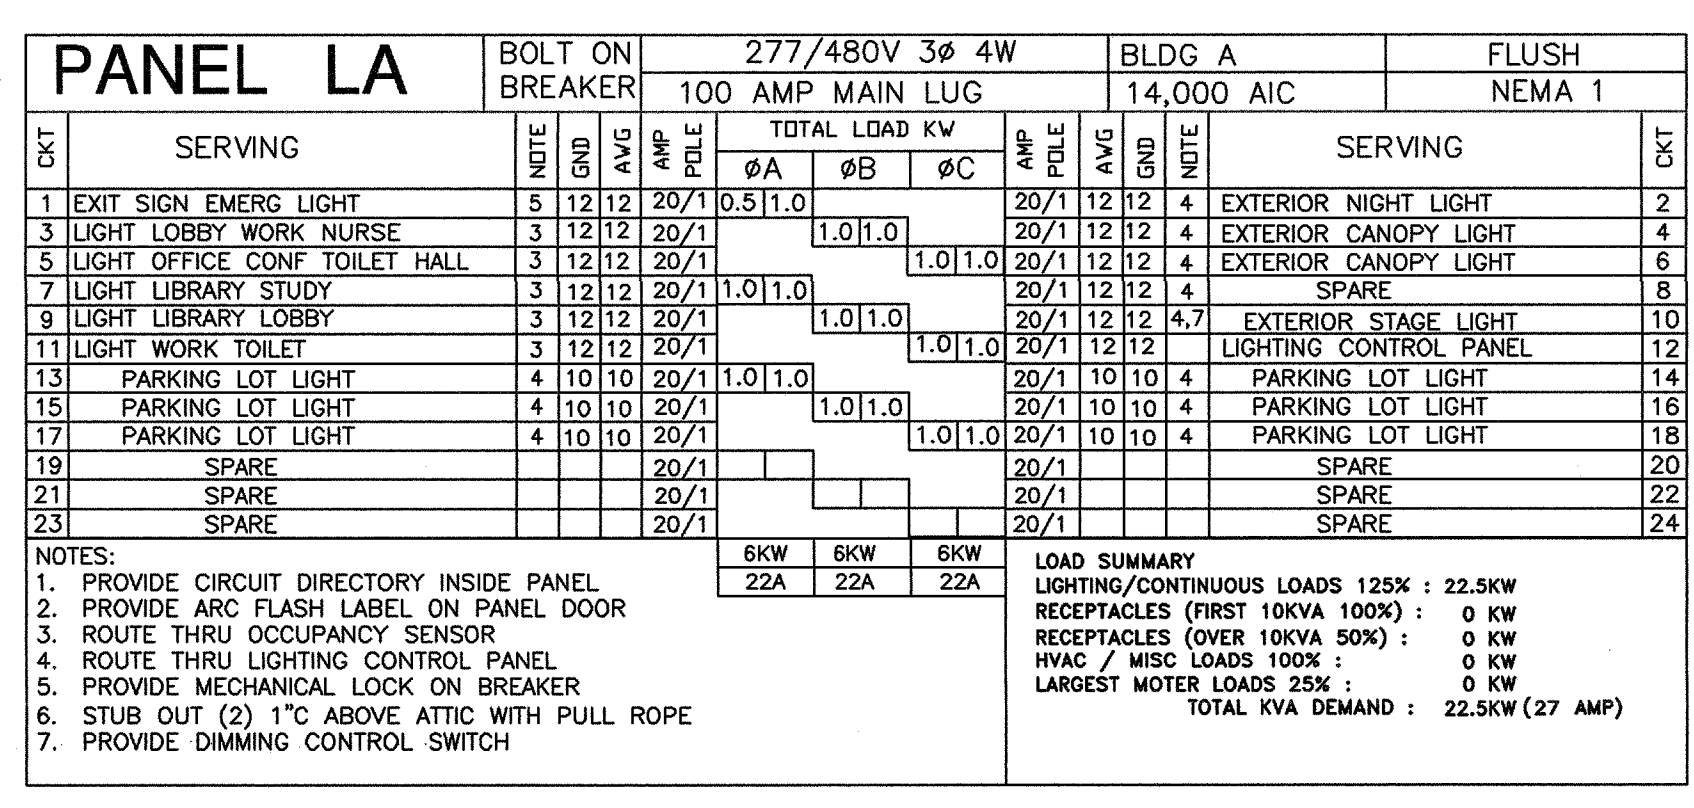 PANEL LA BOLT ON BREAKER 277/480V 3ø 4W BLDG A FLUSH
100 AMP MAIN LUG 14,000 AIC NEMA 1
CKT SERVING NOTE GND AWG AMP POLE TOTAL LOAD KW AMP POLE AWG GND NOTE SERVING CKT
øA øB øC
1 EXIT SIGN EMERG LIGHT 5 12 12 20/1 0.5 1.0 20/1 12 12 4 EXTERIOR NIGHT LIGHT 2
3 LIGHT LOBBY WORK NURSE 3 12 12 20/1 1.0 1.0 20/1 12 12 4 EXTERIOR CANOPY LIGHT 4
5 LIGHT OFFICE CONF TOILET HALL 3 12 12 20/1 1.0 1.0 20/1 12 12 4 EXTERIOR CANOPY LIGHT 6
7 LIGHT LIBRARY STUDY 3 12 12 20/1 1.0 1.0 20/1 12 12 4 SPARE 8
9 LIGHT LIBRARY LOBBY 3 12 12 20/1 1.0 1.0 20/1 12 12 4,7 EXTERIOR STAGE LIGHT 10
11 LIGHT WORK TOILET 3 12 12 20/1 1.0 1.0 20/1 12 12 LIGHTING CONTROL PANEL 12
13 PARKING LOT LIGHT 4 10 10 20/1 1.0 1.0 20/1 10 10 4 PARKING LOT LIGHT 14
15 PARKING LOT LIGHT 4 10 10 20/1 1.0 1.0 20/1 10 10 4 PARKING LOT LIGHT 16
17 PARKING LOT LIGHT 4 10 10 20/1 1.0 1.0 20/1 10 10 4 PARKING LOT LIGHT 18
19 SPARE 20/1 20/1 SPARE 20
21 SPARE 20/1 20/1 SPARE 22
23 SPARE 20/1 20/1 SPARE 24
6KW 6KW 6KW
22A 22A 22A
NOTES:
1. PROVIDE CIRCUIT DIRECTORY INSIDE PANEL
2. PROVIDE ARC FLASH LABEL ON PANEL DOOR
3. ROUTE THRU OCCUPANCY SENSOR
4. ROUTE THRU LIGHTING CONTROL PANEL
5. PROVIDE MECHANICAL LOCK ON BREAKER
6. STUB OUT (2) 1"C ABOVE ATTIC WITH PULL ROPE
7. PROVIDE DIMMING CONTROL SWITCH
LOAD SUMMARY
LIGHTING/CONTINUOUS LOADS 125% : 22.5KW
RECEPTACLES (FIRST 10KVA 100%) : 0 KW
RECEPTACLES (OVER 10KVA 50%) : 0 KW
HVAC / MISC LOADS 100% : 0 KW
LARGEST MOTER LOADS 25% : 0 KW
TOTAL KVA DEMAND : 22.5KW (27 AMP)